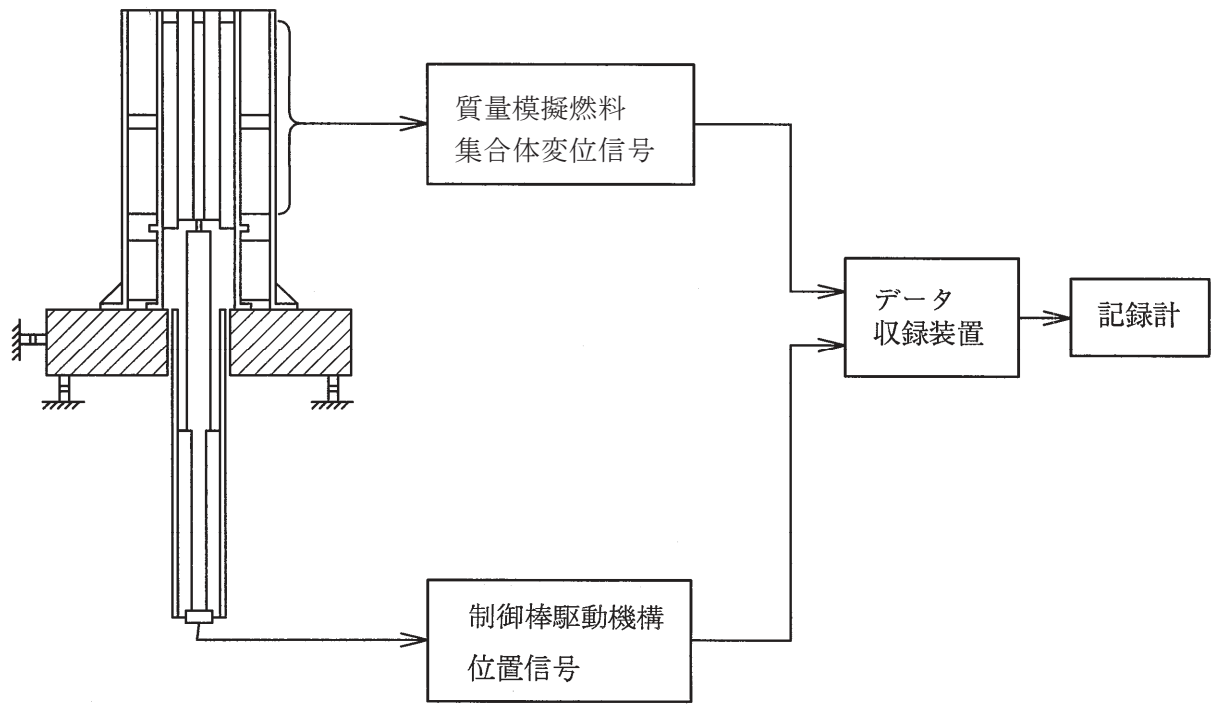 質量模擬燃料
集合体変位信号
データ
収録装置
記録計
制御棒駆動機構
位置信号